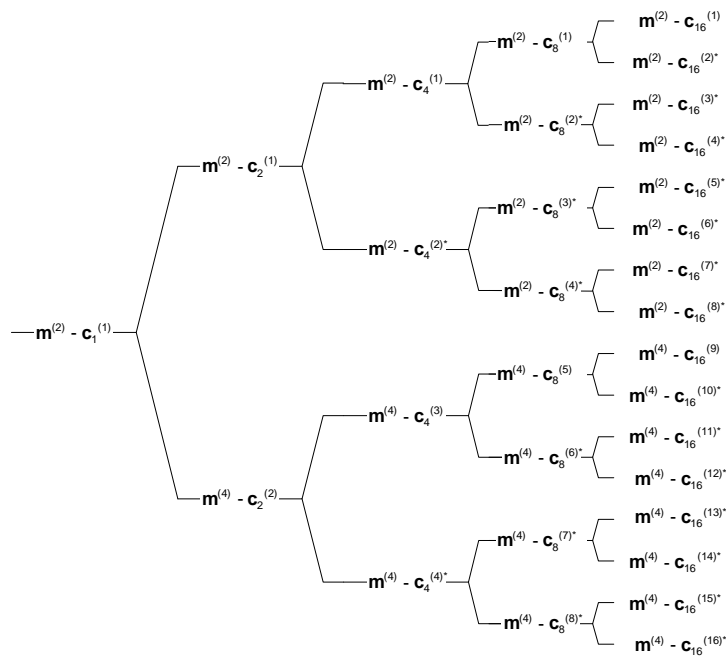 m(2) - c16(1)
m(2) - c8(1)
m(2) - c16(2)*
m(2) - c4(1)
m(2) - c16(3)*
m(2) - c8(2)*
m(2) - c16(4)*
m(2) - c2(1)
m(2) - c16(5)*
m(2) - c8(3)*
m(2) - c16(6)*
m(2) - c4(2)*
m(2) - c16(7)*
m(2) - c8(4)*
m(2) - c16(8)*
m(2) - c1(1)
m(4) - c16(9)
m(4) - c8(5)
m(4) - c16(10)*
m(4) - c4(3)
m(4) - c16(11)*
m(4) - c8(6)*
m(4) - c16(12)*
m(4) - c2(2)
m(4) - c16(13)*
m(4) - c8(7)*
m(4) - c16(14)*
m(4) - c4(4)*
m(4) - c16(15)*
m(4) - c8(8)*
m(4) - c16(16)*